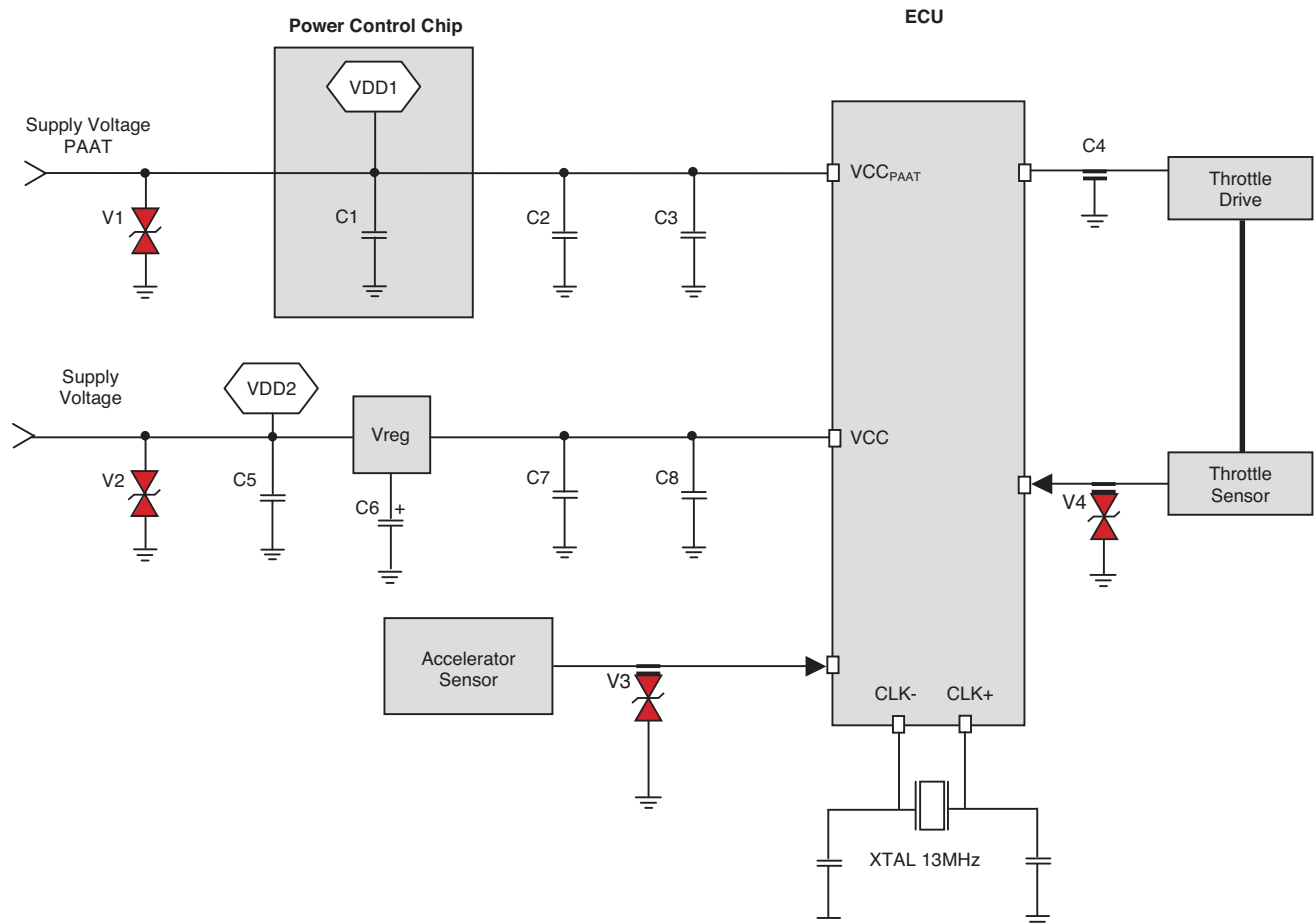 Power Control Chip
ECU
VDD1
Supply Voltage
PAAT
V1
C1
C2
C3
VCCPAAT
C4
Throttle
Drive
Supply
Voltage
VDD2
Vreg
VCC
V2
C5
C6
+
C7
C8
V4
Throttle
Sensor
Accelerator
Sensor
V3
CLK-
CLK+
XTAL 13MHz